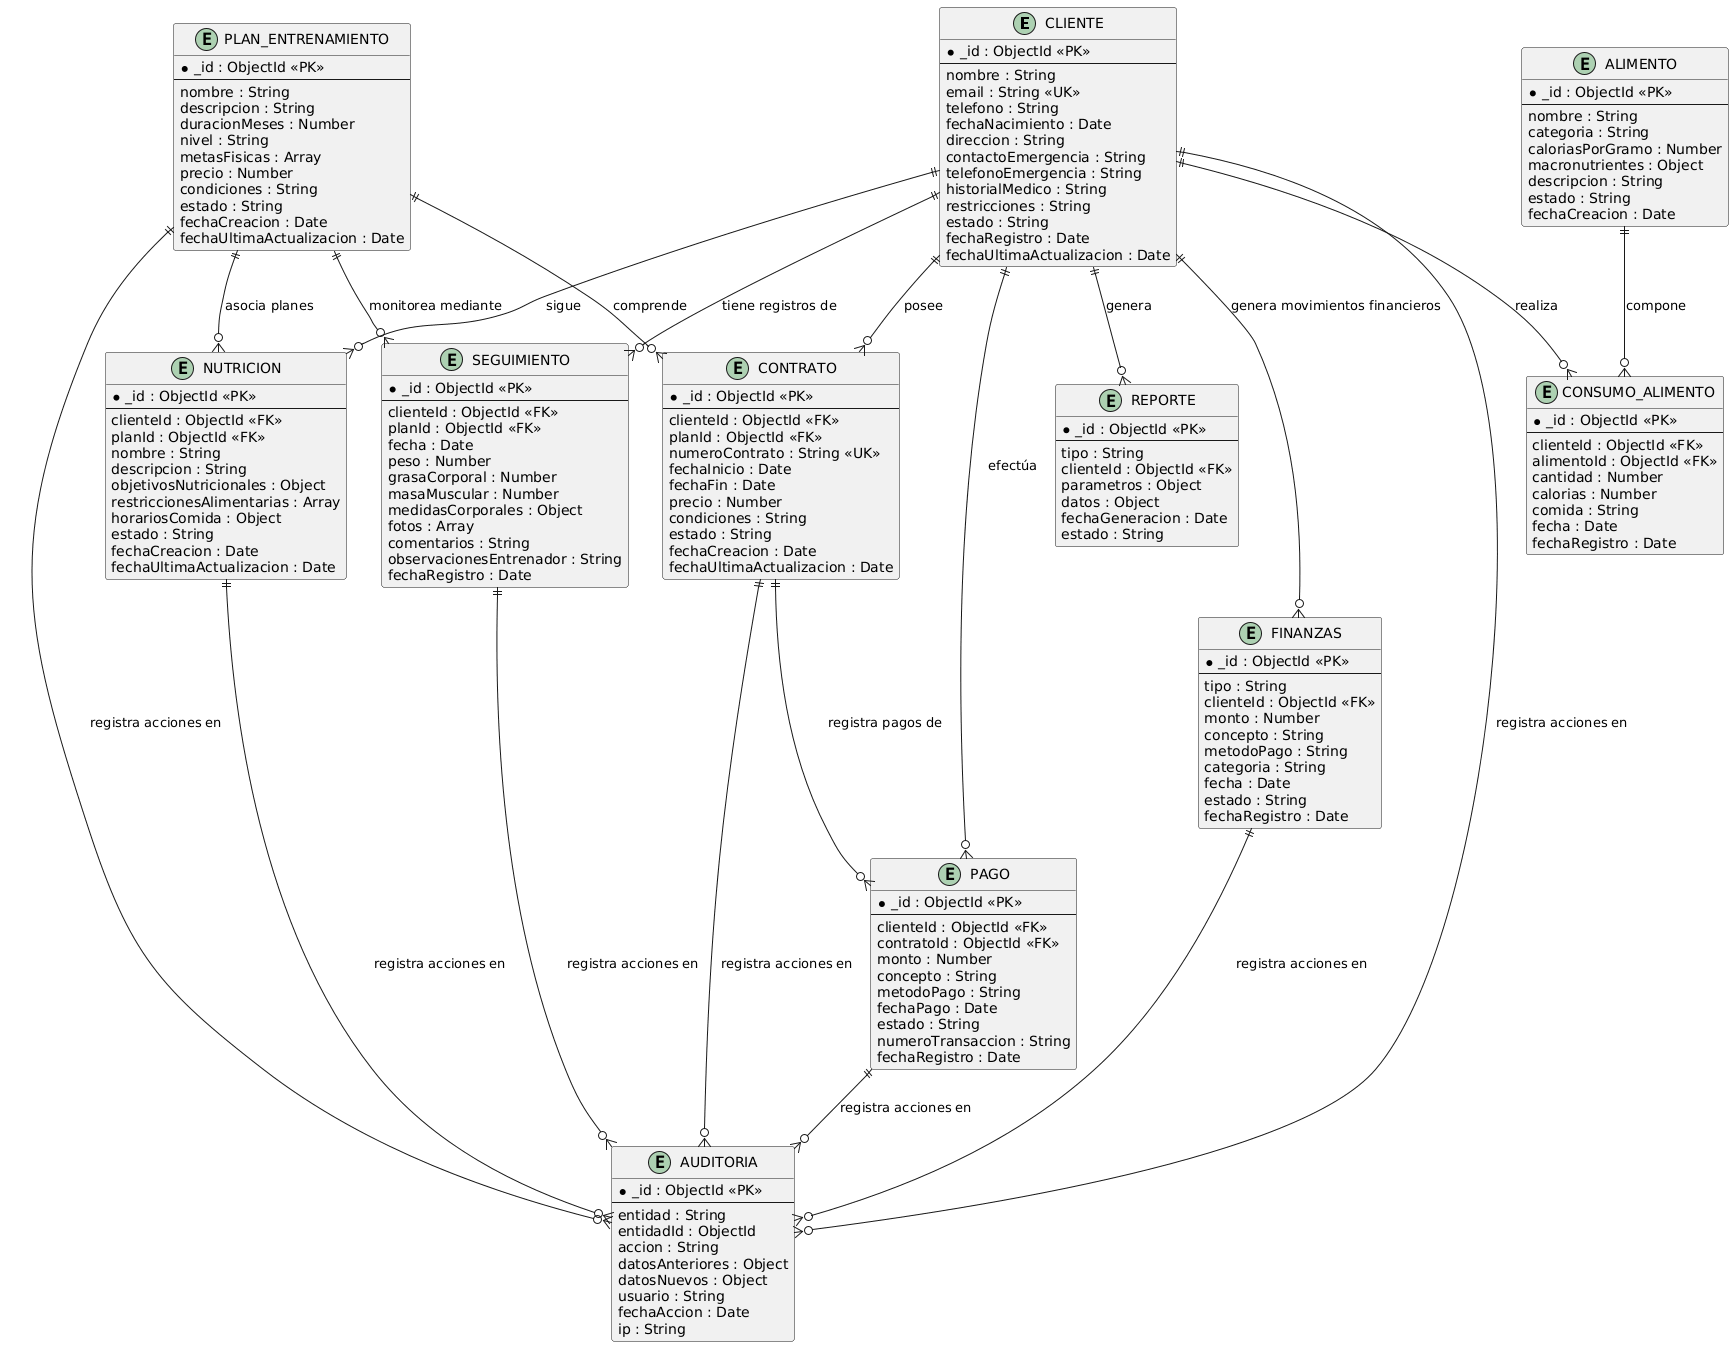 E PLAN_ENTRENAMIENTO
* _id : ObjectId «PK»
nombre : String
descripcion : String
duracionMeses : Number
nivel : String
metasFisicas : Array
precio : Number
condiciones : String
estado : String
fechaCreacion : Date
fechaUltimaActualizacion : Date
E CLIENTE
* _id : ObjectId «PK»
nombre : String
email : String «UK»
telefono : String
fechaNacimiento : Date
direccion : String
contactoEmergencia : String
telefonoEmergencia : String
historialMedico : String
restricciones : String
estado : String
fechaRegistro : Date
fechaUltimaActualizacion : Date
E ALIMENTO
* _id : ObjectId «PK»
nombre : String
categoria : String
caloriasPorGramo : Number
macronutrientes : Object
descripcion : String
estado : String
fechaCreacion : Date
asocia planes
monitorea mediante
sigue
comprende
tiene registros de
posee
genera
genera movimientos financieros
realiza
compone
E NUTRICION
* _id : ObjectId «PK»
clienteId : ObjectId «FK»
planId : ObjectId «FK»
nombre : String
descripcion : String
objetivosNutricionales : Object
restriccionesAlimentarias : Array
horariosComida : Object
estado : String
fechaCreacion : Date
fechaUltimaActualizacion : Date
E SEGUIMIENTO
* _id : ObjectId «PK»
clienteId : ObjectId «FK»
planId : ObjectId «FK»
fecha : Date
peso : Number
grasaCorporal : Number
masaMuscular : Number
medidasCorporales : Object
fotos : Array
comentarios : String
observacionesEntrenador : String
fechaRegistro : Date
E CONTRATO
* _id : ObjectId «PK»
clienteId : ObjectId «FK»
planId : ObjectId «FK»
numeroContrato : String «UK»
fechaInicio : Date
fechaFin : Date
precio : Number
condiciones : String
estado : String
fechaCreacion : Date
fechaUltimaActualizacion : Date
efectúa
E REPORTE
* _id : ObjectId «PK»
tipo : String
clienteId : ObjectId «FK»
parametros : Object
datos : Object
fechaGeneracion : Date
estado : String
E CONSUMO_ALIMENTO
* _id : ObjectId «PK»
clienteId : ObjectId «FK»
alimentoId : ObjectId «FK»
cantidad : Number
calorias : Number
comida : String
fecha : Date
fechaRegistro : Date
E FINANZAS
* _id : ObjectId «PK»
tipo : String
clienteId : ObjectId «FK»
monto : Number
concepto : String
metodoPago : String
categoria : String
fecha : Date
estado : String
fechaRegistro : Date
registra acciones en
registra pagos de
registra acciones en
E PAGO
* _id : ObjectId «PK»
clienteId : ObjectId «FK»
contratoId : ObjectId «FK»
monto : Number
concepto : String
metodoPago : String
fechaPago : Date
estado : String
numeroTransaccion : String
fechaRegistro : Date
registra acciones en
registra acciones en
registra acciones en
registra acciones en
registra acciones en
E AUDITORIA
* _id : ObjectId «PK»
entidad : String
entidadId : ObjectId
accion : String
datosAnteriores : Object
datosNuevos : Object
usuario : String
fechaAccion : Date
ip : String